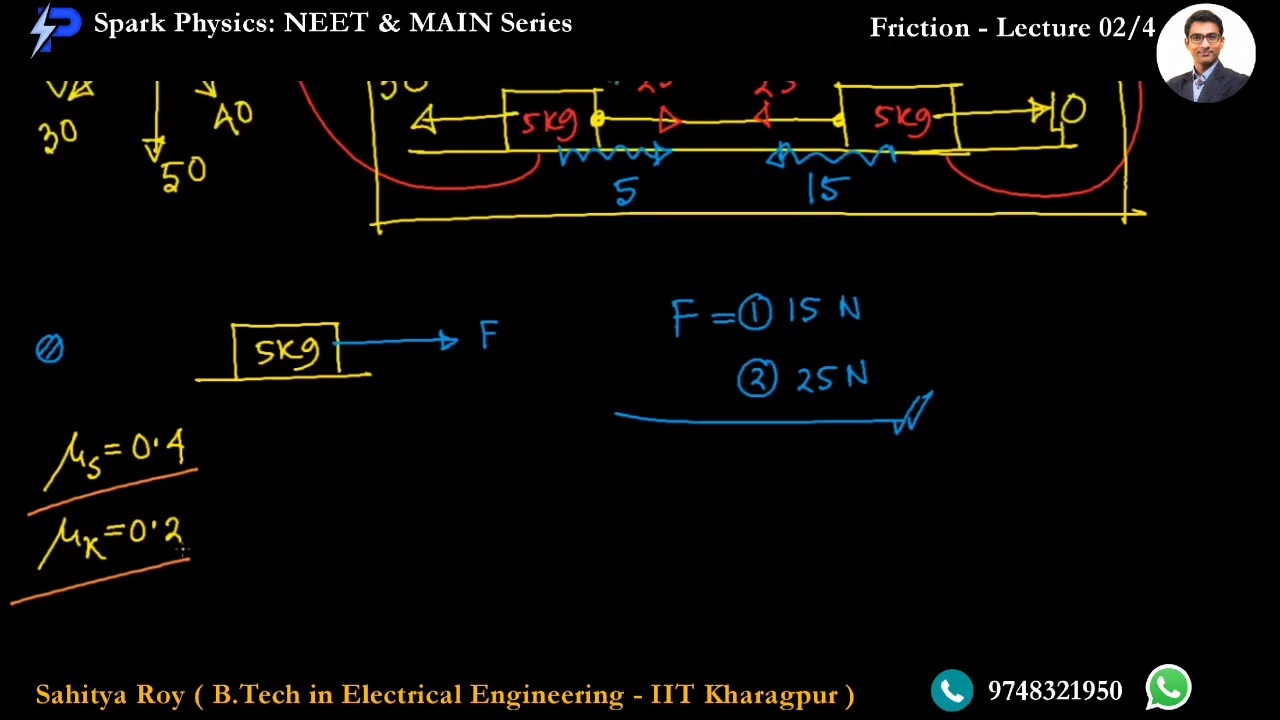 Spark Physics: NEET & MAIN Series
Friction - Lecture 02/4
30
40
50
5kg
5kg
5
15
5kg
F
F = ① 15 N
② 25 N
μs = 0.4
μk = 0.2
Sahitya Roy ( B.Tech in Electrical Engineering - IIT Kharagpur )
9748321950